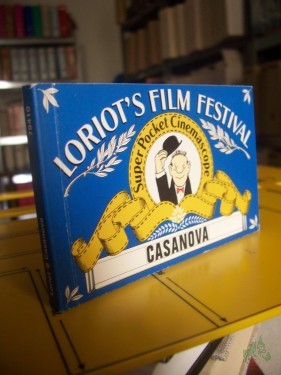 LORIOT'S FILM FESTIVAL
Super Pocket Cinemascope
CASANOVA